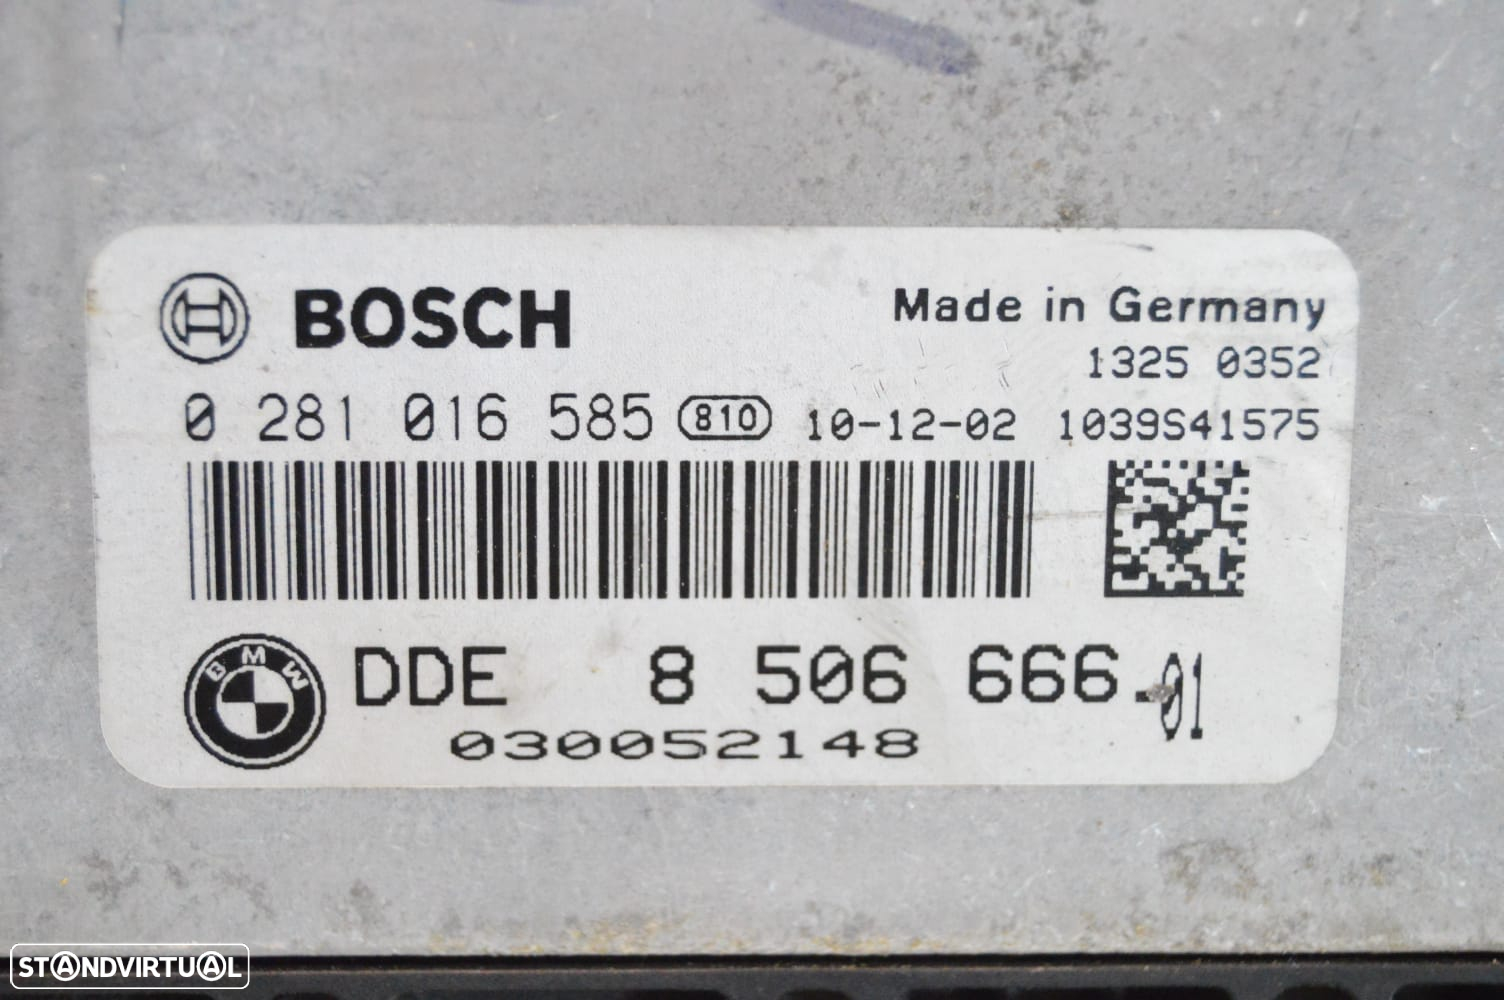 BOSCH
Made in Germany
1325 0352
0 281 016 585 810 10-12-02 1039S41575
BMW
DDE 8 506 666-01
030052148
STANDVIRTUAL